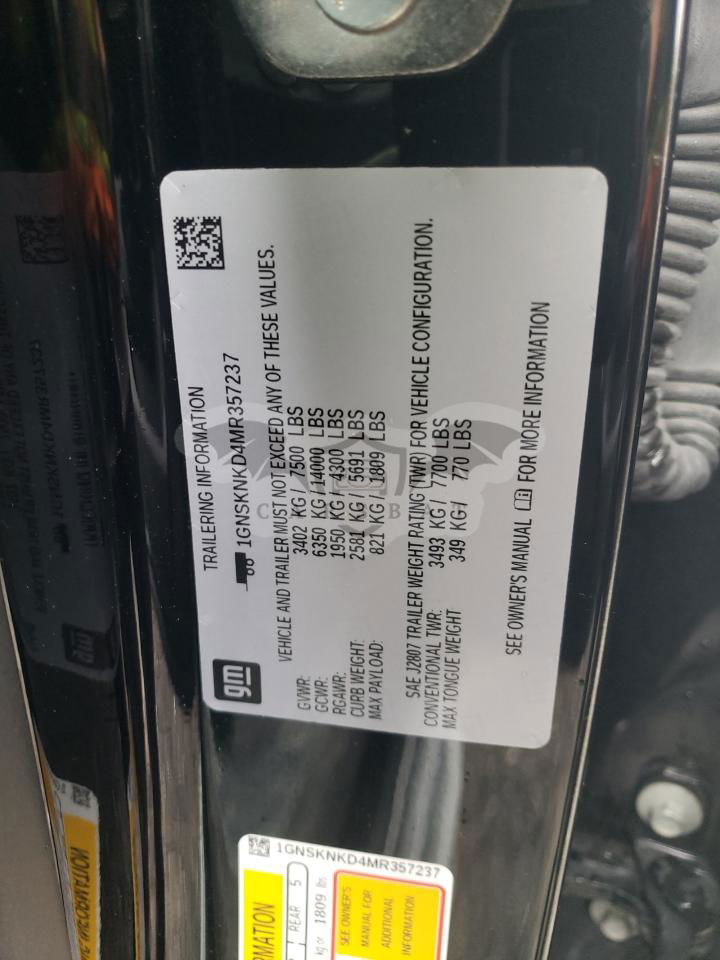 TRAILERING INFORMATION
1GNSKNKD4MR357237
VEHICLE AND TRAILER MUST NOT EXCEED ANY OF THESE VALUES.
GVWR: 3402 KG / 7500 LBS
GCWR: 6350 KG / 14000 LBS
RGAWR: 1950 KG / 4300 LBS
CURB WEIGHT: 2581 KG / 5691 LBS
MAX PAYLOAD: 821 KG / 1809 LBS
SAE J2807 TRAILER WEIGHT RATING (TWR) FOR VEHICLE CONFIGURATION.
CONVENTIONAL TWR: 3493 KG / 7700 LBS
MAX TONGUE WEIGHT 349 KG / 770 LBS
SEE OWNER'S MANUAL FOR MORE INFORMATION
gm
1GNSKNKD4MR357237
REAR 5
kg or 1809 lbs
SEE OWNER'S
MANUAL FOR
ADDITIONAL
INFORMATION